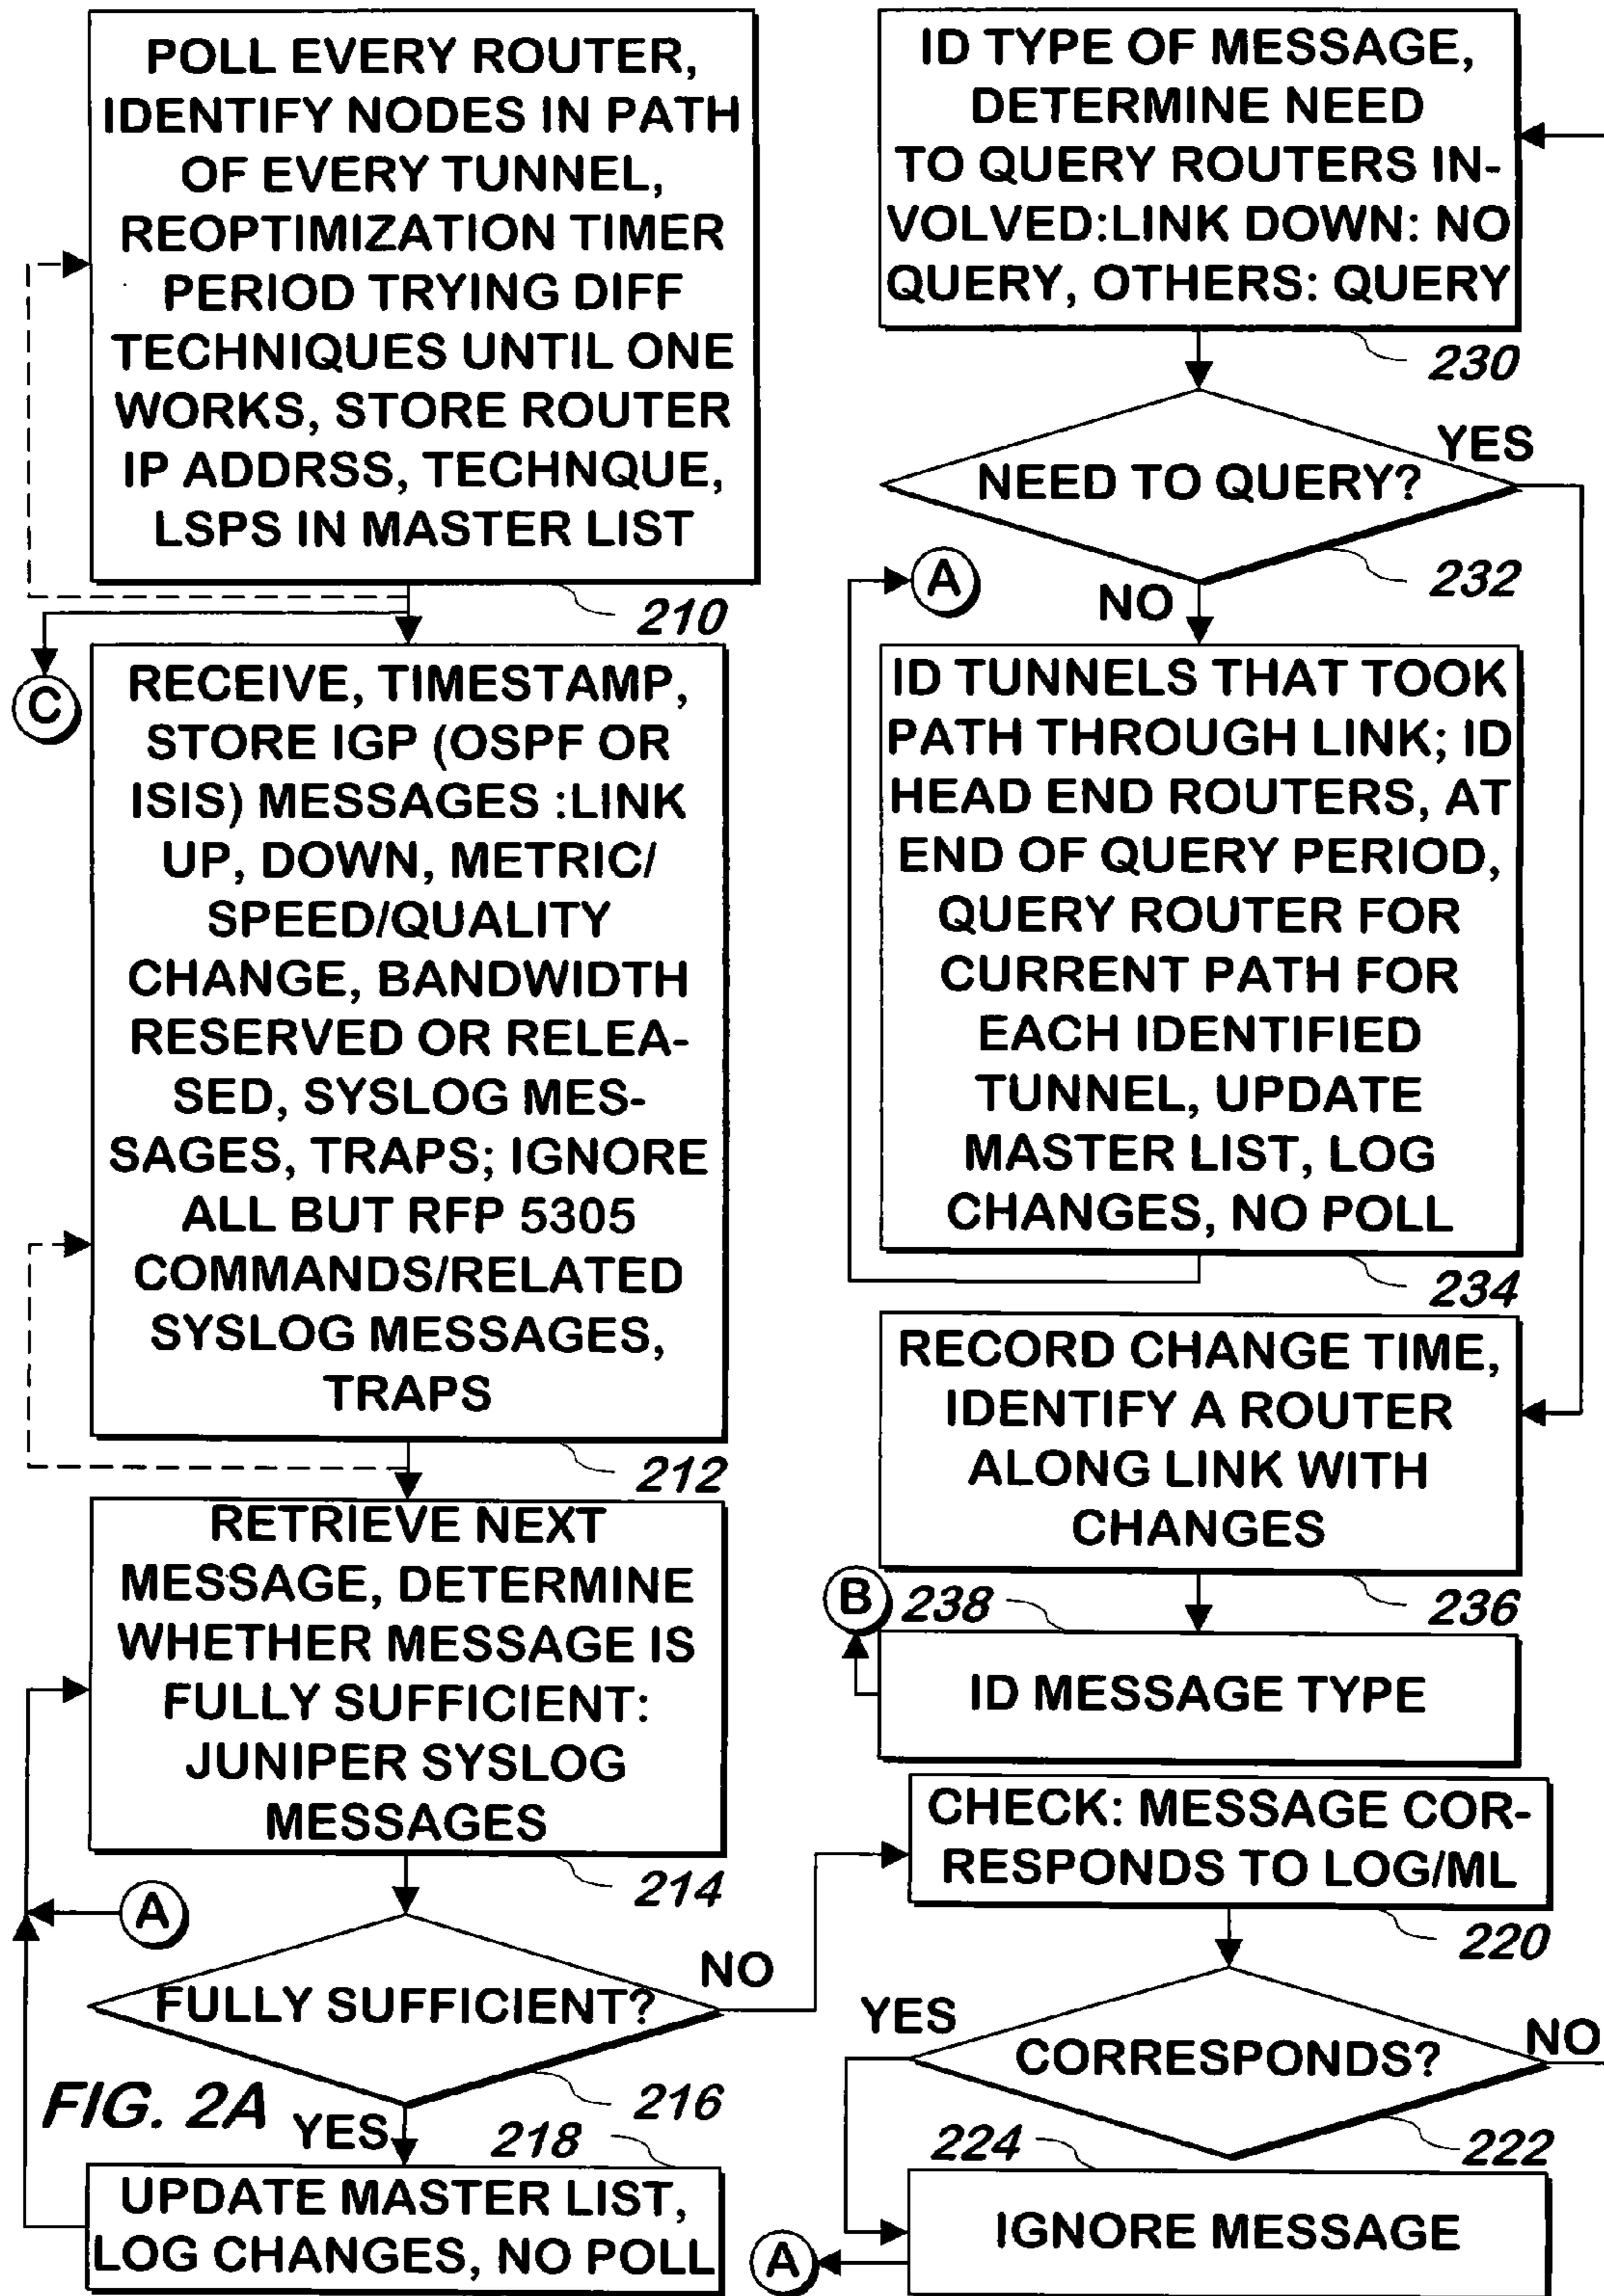 POLL EVERY ROUTER,
IDENTIFY NODES IN PATH
OF EVERY TUNNEL,
REOPTIMIZATION TIMER
PERIOD TRYING DIFF
TECHNIQUES UNTIL ONE
WORKS, STORE ROUTER
IP ADDRSS, TECHNQUE,
LSPS IN MASTER LIST
210
C
RECEIVE, TIMESTAMP,
STORE IGP (OSPF OR
ISIS) MESSAGES :LINK
UP, DOWN, METRIC/
SPEED/QUALITY
CHANGE, BANDWIDTH
RESERVED OR RELEA-
SED, SYSLOG MES-
SAGES, TRAPS; IGNORE
ALL BUT RFP 5305
COMMANDS/RELATED
SYSLOG MESSAGES,
TRAPS
212
RETRIEVE NEXT
MESSAGE, DETERMINE
WHETHER MESSAGE IS
FULLY SUFFICIENT:
JUNIPER SYSLOG
MESSAGES
214
A
FULLY SUFFICIENT?
NO
216
FIG. 2A
YES
218
UPDATE MASTER LIST,
LOG CHANGES, NO POLL
ID TYPE OF MESSAGE,
DETERMINE NEED
TO QUERY ROUTERS IN-
VOLVED:LINK DOWN: NO
QUERY, OTHERS: QUERY
230
NEED TO QUERY?
YES
232
A
NO
ID TUNNELS THAT TOOK
PATH THROUGH LINK; ID
HEAD END ROUTERS, AT
END OF QUERY PERIOD,
QUERY ROUTER FOR
CURRENT PATH FOR
EACH IDENTIFIED
TUNNEL, UPDATE
MASTER LIST, LOG
CHANGES, NO POLL
234
RECORD CHANGE TIME,
IDENTIFY A ROUTER
ALONG LINK WITH
CHANGES
236
B
238
ID MESSAGE TYPE
CHECK: MESSAGE COR-
RESPONDS TO LOG/ML
220
YES
CORRESPONDS?
NO
222
224
IGNORE MESSAGE
A